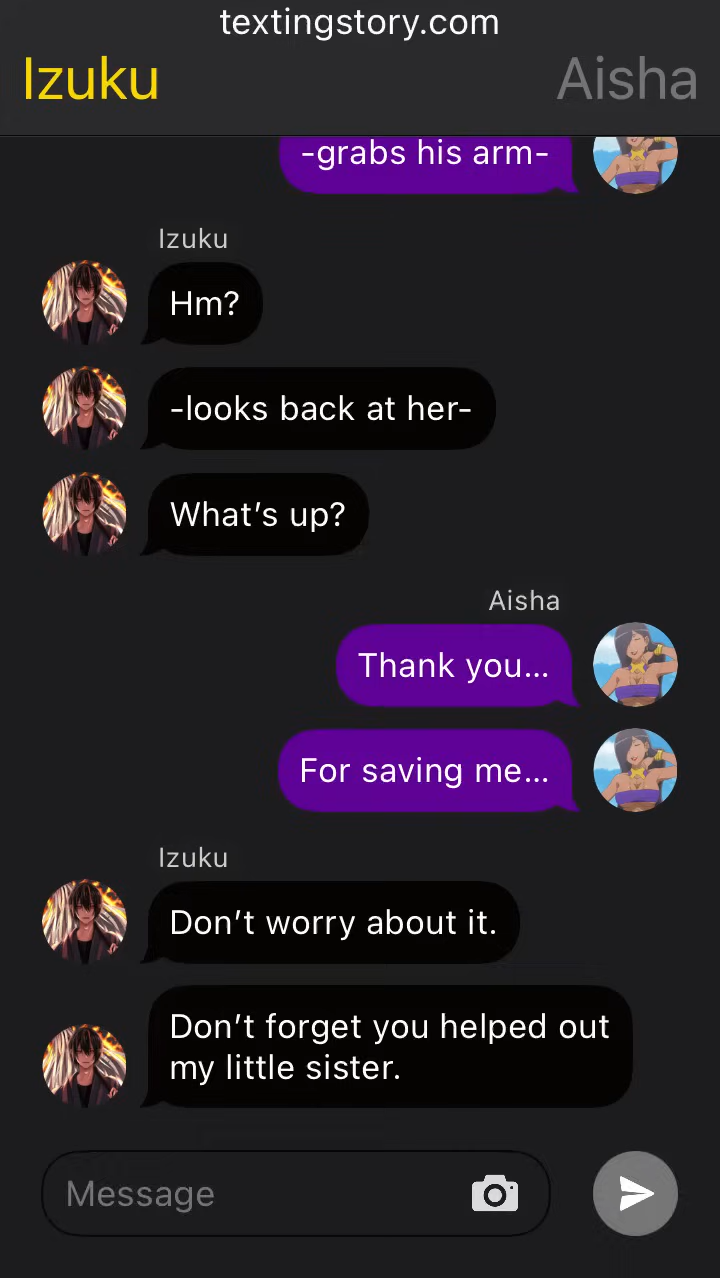 textingstory.com
Izuku
Aisha
-grabs his arm-
Izuku
Hm?
-looks back at her-
What's up?
Aisha
Thank you...
For saving me...
Izuku
Don't worry about it.
Don't forget you helped out
my little sister.
Message